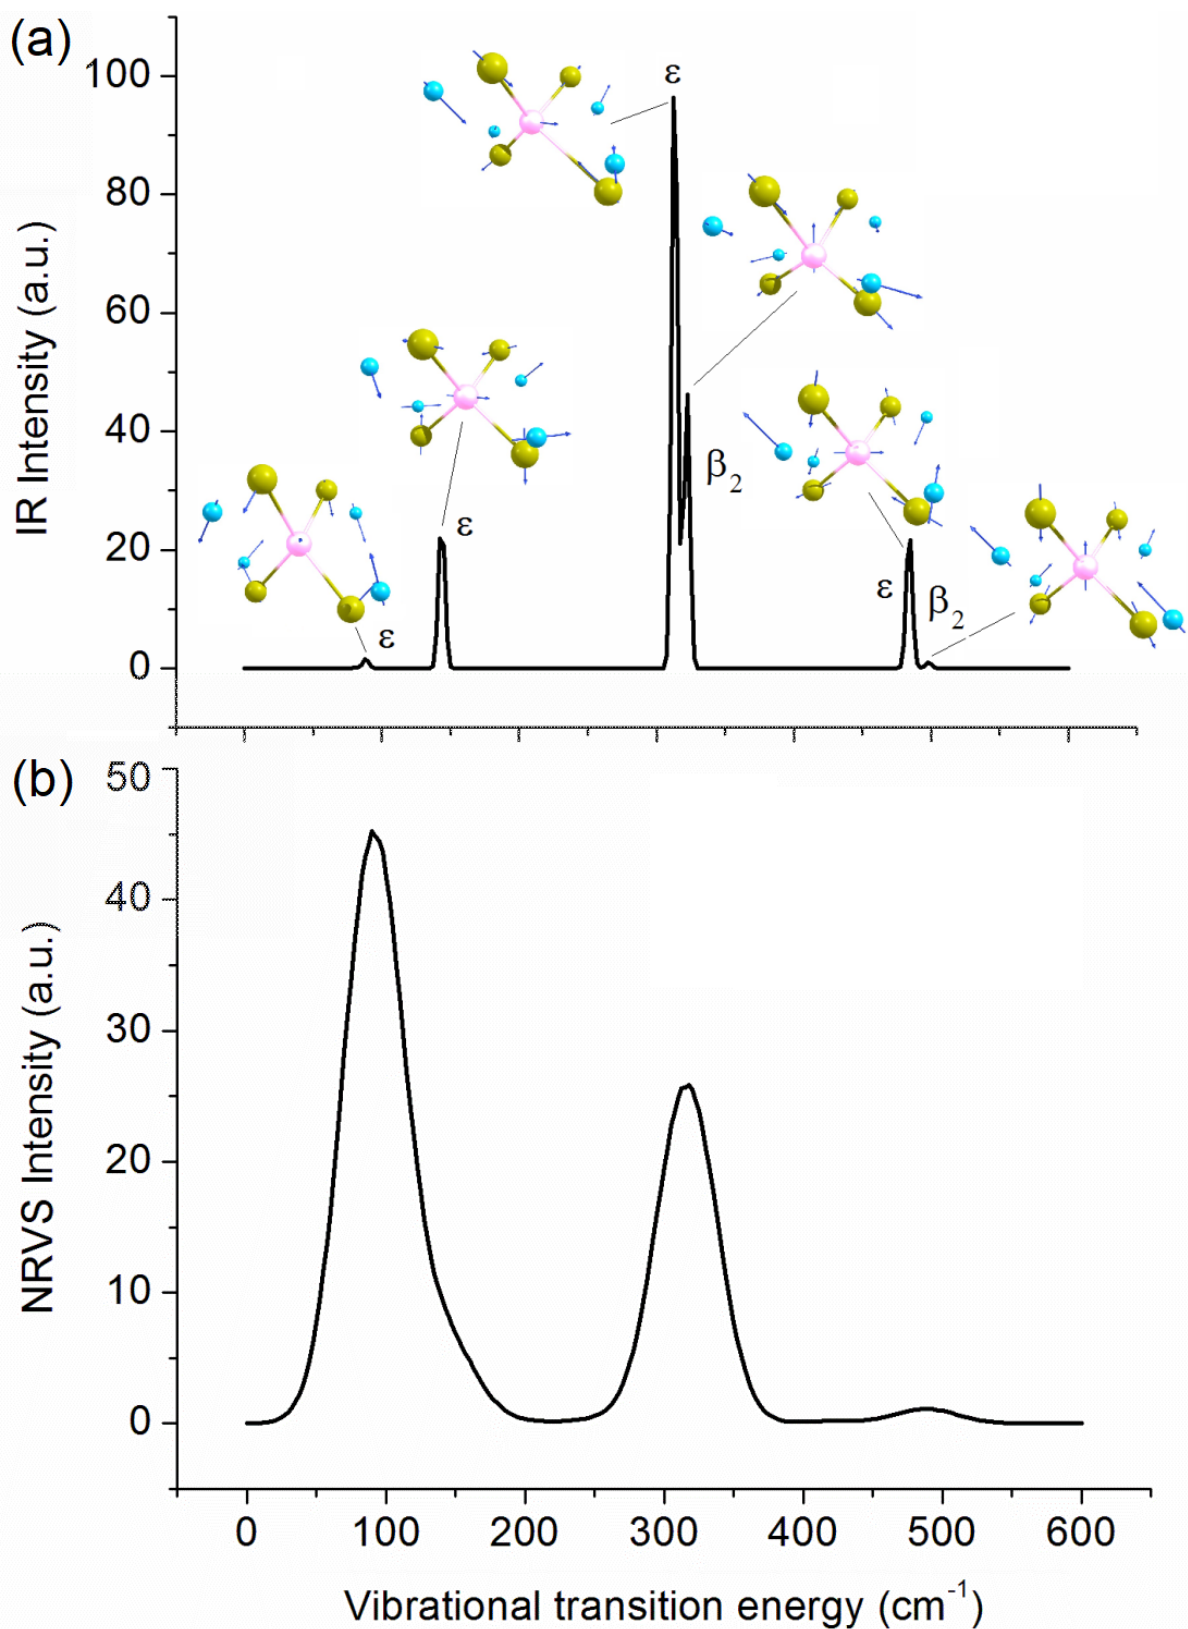 (a)
IR Intensity (a.u.)
100
80
60
40
20
0
ε
ε
ε
β2
ε
β2
(b)
NRVS Intensity (a.u.)
50
40
30
20
10
0
0 100 200 300 400 500 600
Vibrational transition energy (cm-1)